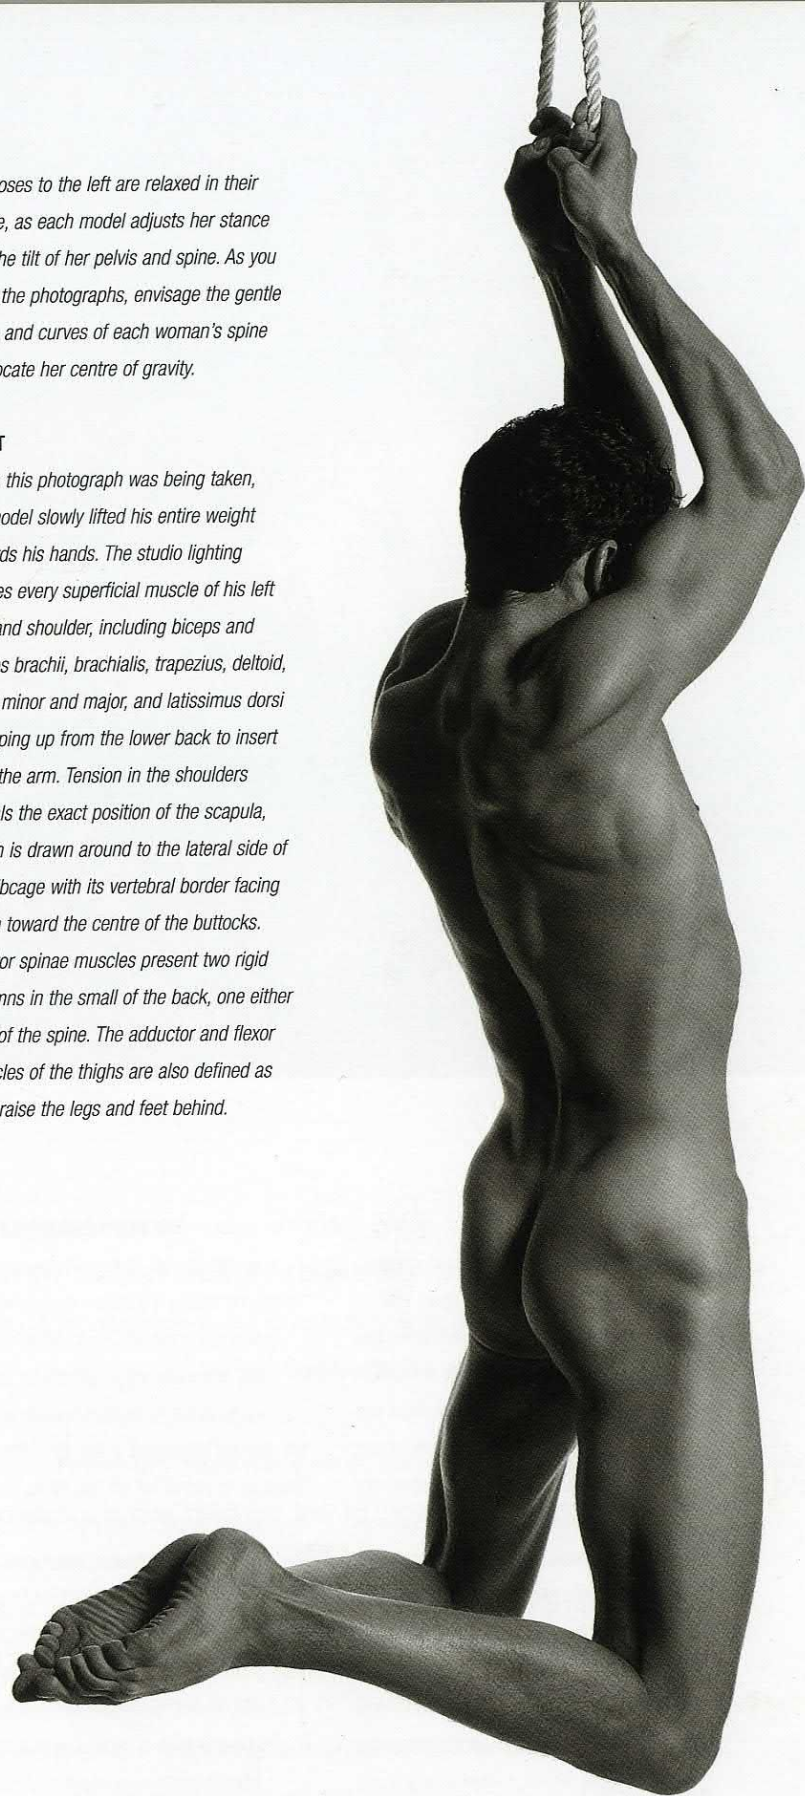 oses to the left are relaxed in their
e, as each model adjusts her stance
he tilt of her pelvis and spine. As you
the photographs, envisage the gentle
and curves of each woman's spine
ocate her centre of gravity.
T
this photograph was being taken,
odel slowly lifted his entire weight
ds his hands. The studio lighting
es every superficial muscle of his left
and shoulder, including biceps and
s brachii, brachialis, trapezius, deltoid,
minor and major, and latissimus dorsi
ping up from the lower back to insert
the arm. Tension in the shoulders
ls the exact position of the scapula,
h is drawn around to the lateral side of
bcage with its vertebral border facing
toward the centre of the buttocks.
or spinae muscles present two rigid
mns in the small of the back, one either
of the spine. The adductor and flexor
cles of the thighs are also defined as
raise the legs and feet behind.